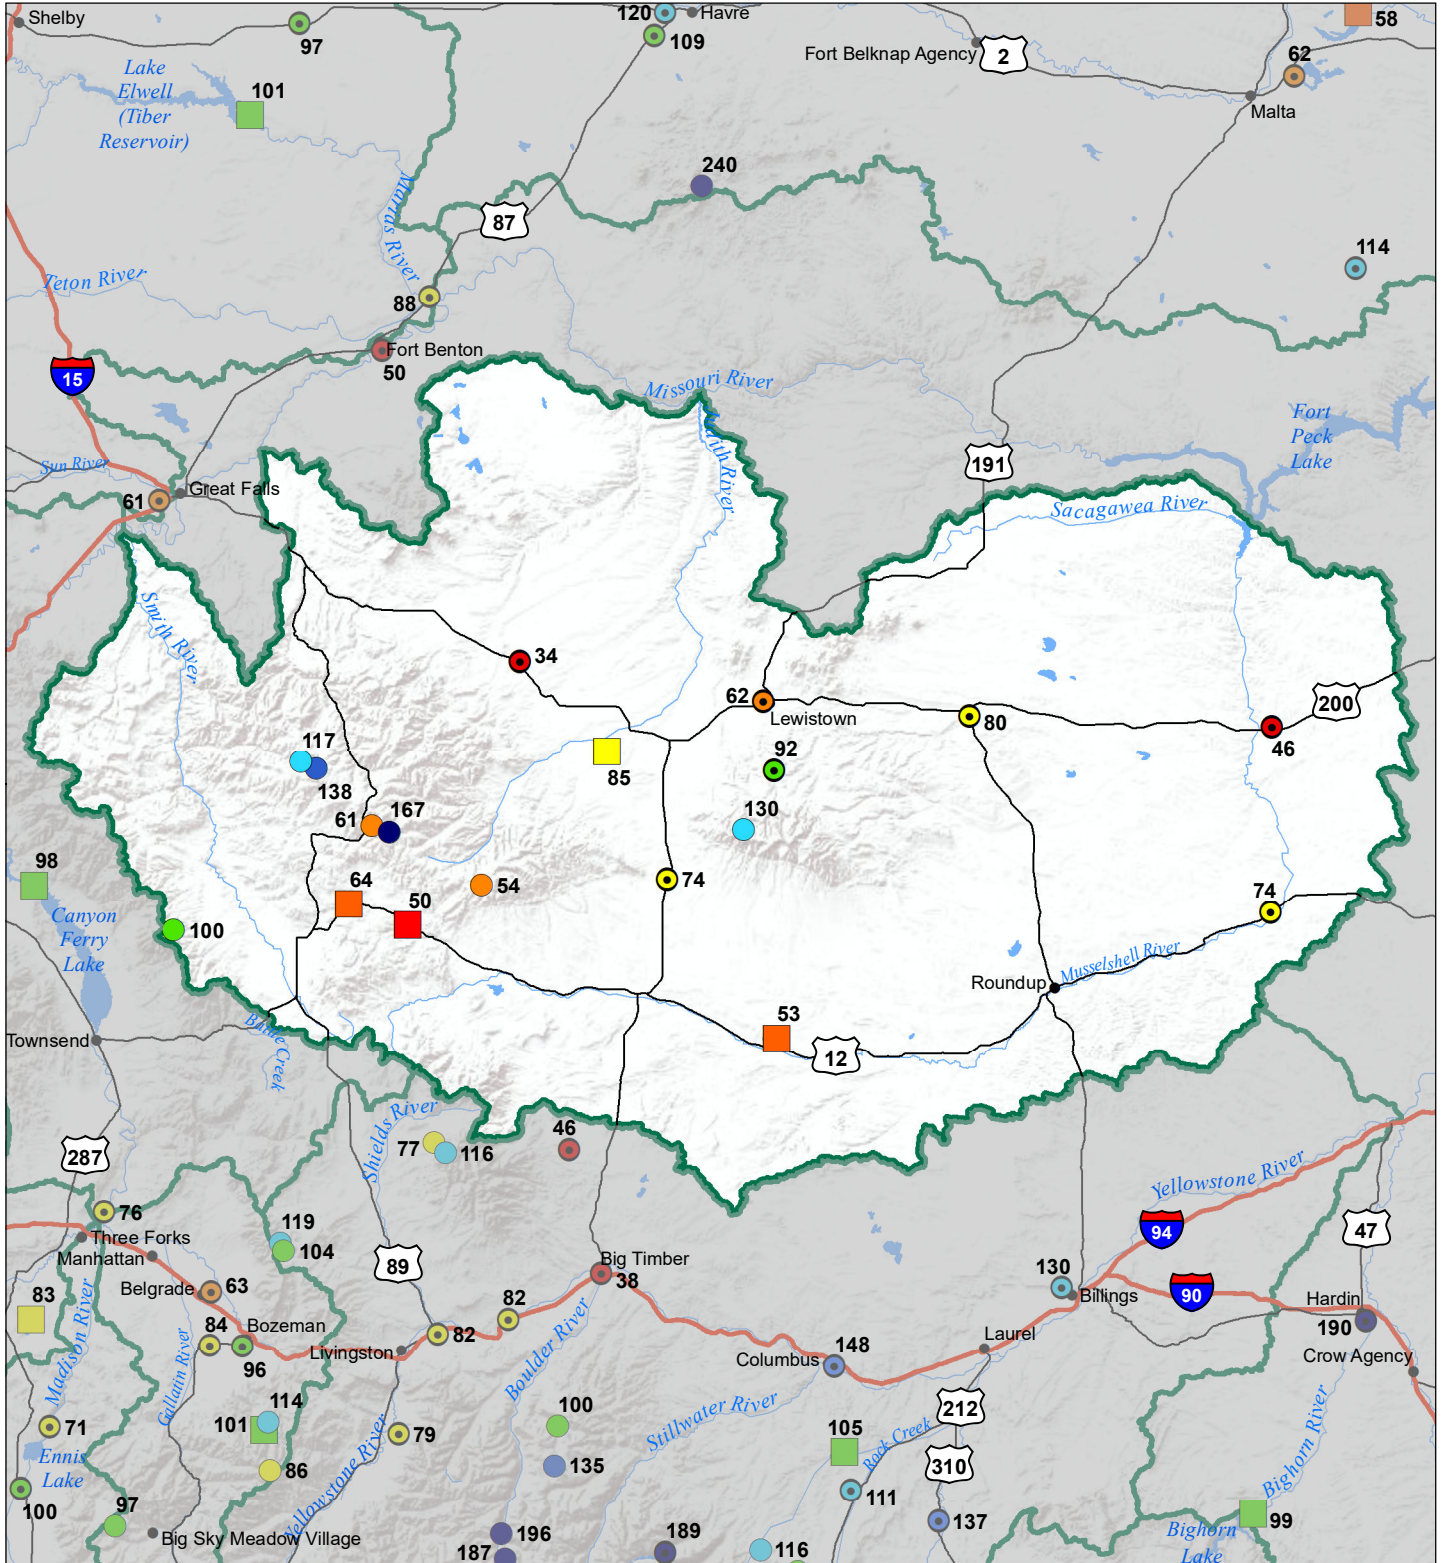 Shelby
97
120
Havre
109
Fort Belknap Agency
2
58
62
Malta
Lake
Elwell
(Tiber
Reservoir)
101
Marias River
240
87
114
Teton River
88
Fort Benton
50
15
Missouri River
Judith River
Fort
Peck
Lake
191
Sun River
Great Falls
61
Sacagawea River
Smith River
34
62
Lewistown
80
200
46
117
138
85
92
130
61
167
98
64
50
54
74
74
Canyon
Ferry
Lake
100
Roundup
Musselshell River
53
12
Townsend
Battle Creek
Shields River
77
116
46
287
Yellowstone River
76
Three Forks
Manhattan
119
104
94
47
89
Big Timber
38
Belgrade
63
130
Billings
90
Hardin
190
83
Madison River
84
Bozeman
96
82
82
Livingston
Boulder River
Laurel
148
Columbus
Crow Agency
Gallatin River
114
101
71
Ennis
Lake
86
79
Yellowstone River
100
135
Stillwater River
105
Rock Creek
212
310
111
137
Bighorn River
99
Bighorn
Lake
100
97
Big Sky Meadow Village
196
187
189
116